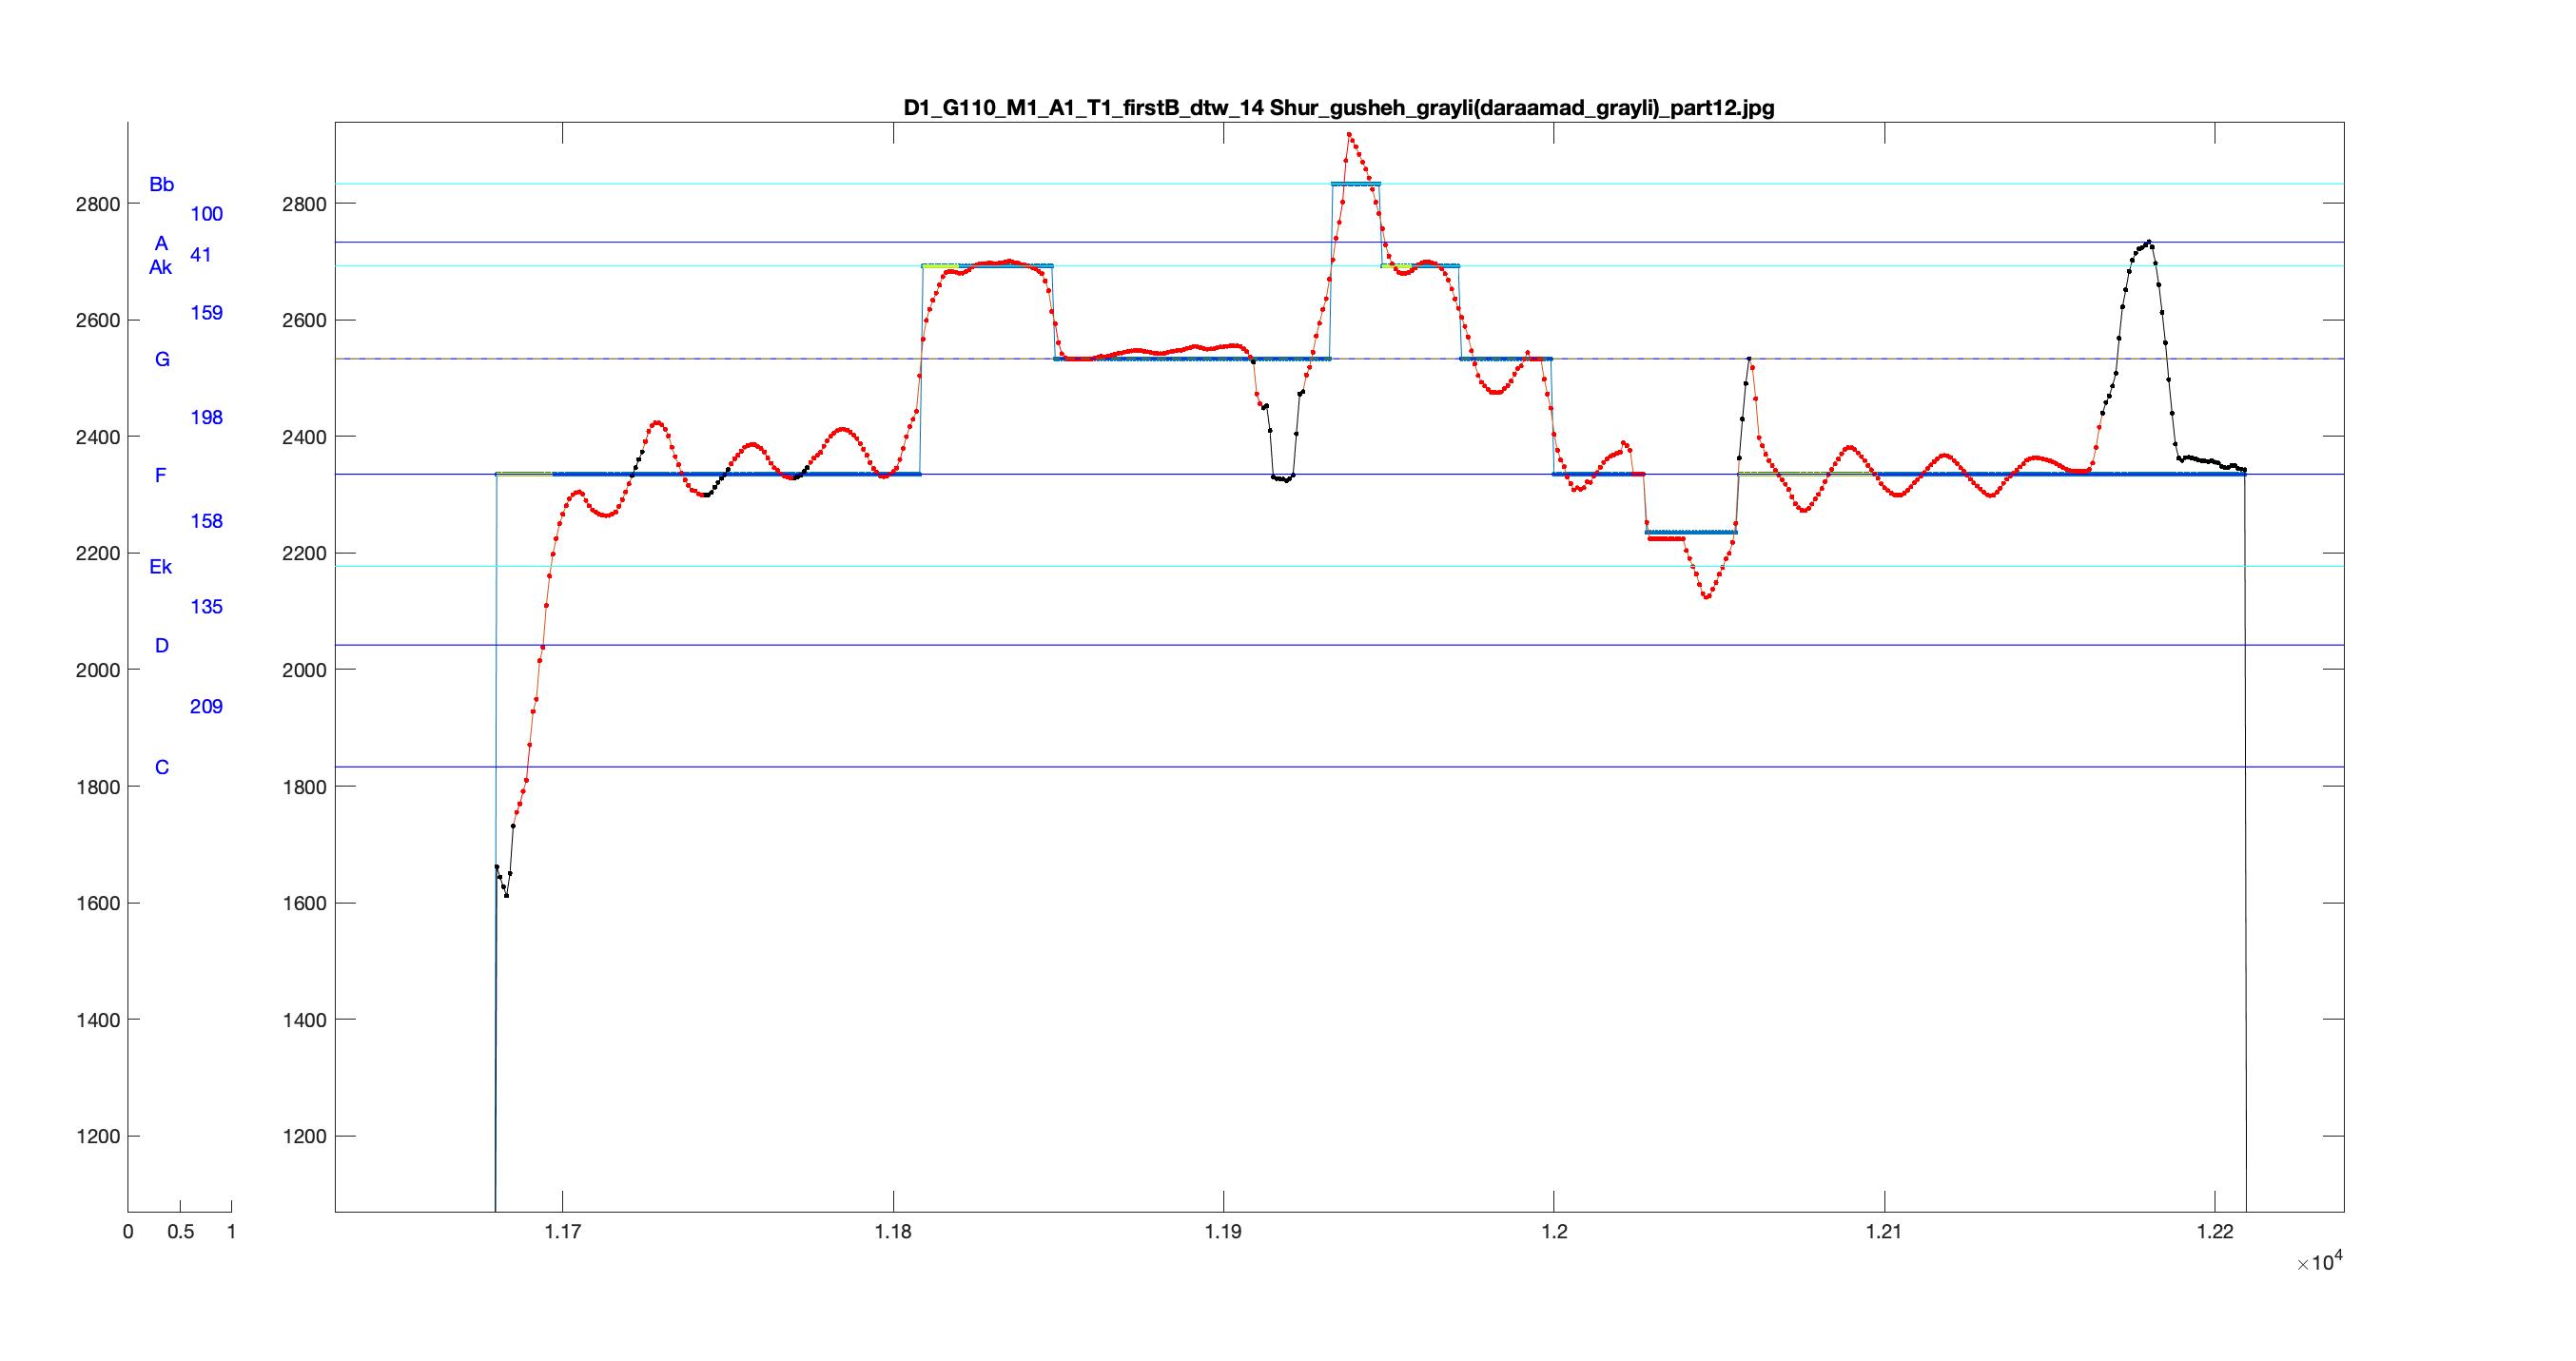 D1_G110_M1_A1_T1_firstB_dtw_14 Shur_gusheh_grayli(daraamad_grayli)_part12.jpg
Bb
2800 100 2800
A
41
Ak
2600 159 2600
G
198
2400 2400
F
158
2200 2200
Ek
135
D
2000 2000
209
C
1800 1800
1600 1600
1400 1400
1200 1200
0 0.5 1 1.17 1.18 1.19 1.2 1.21 1.22
×10⁴